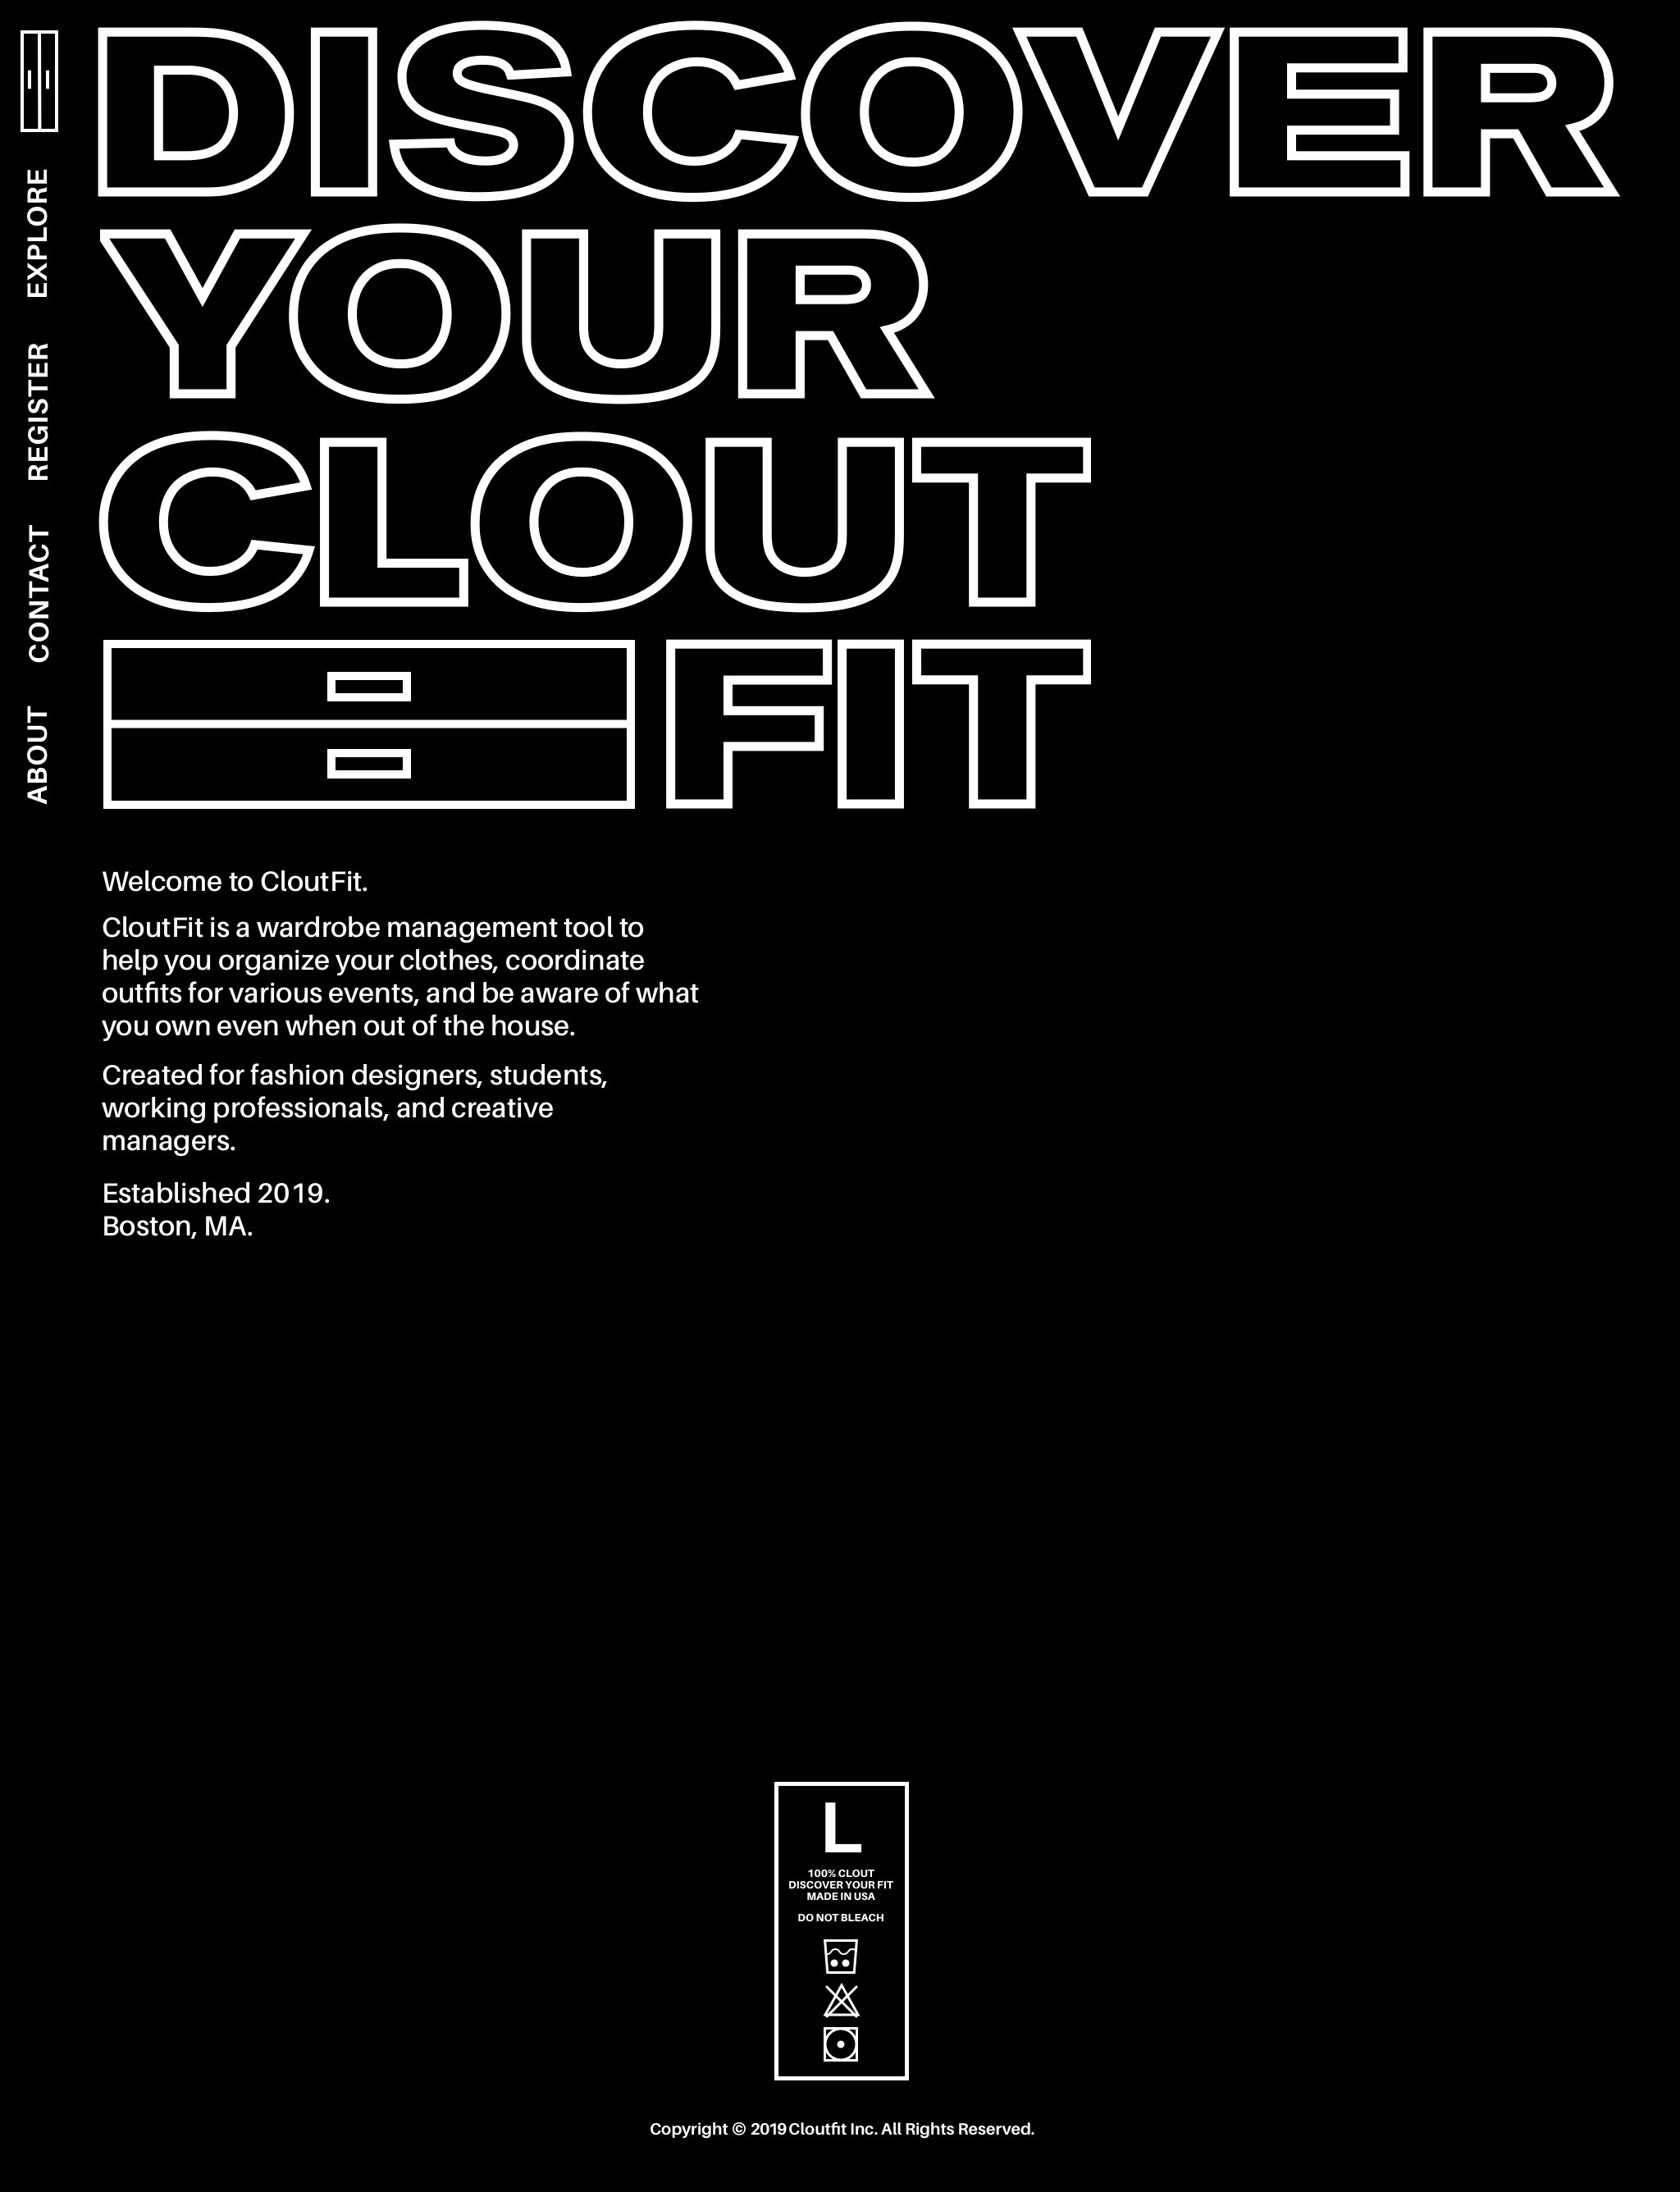 DISCOVER
YOUR
CLOUT
FIT
EXPLORE
REGISTER
CONTACT
ABOUT
Welcome to CloutFit.
CloutFit is a wardrobe management tool to
help you organize your clothes, coordinate
outfits for various events, and be aware of what
you own even when out of the house.
Created for fashion designers, students,
working professionals, and creative
managers.
Established 2019.
Boston, MA.
L
100% CLOUT
DISCOVER YOUR FIT
MADE IN USA
DO NOT BLEACH
Copyright © 2019 Cloutfit Inc. All Rights Reserved.